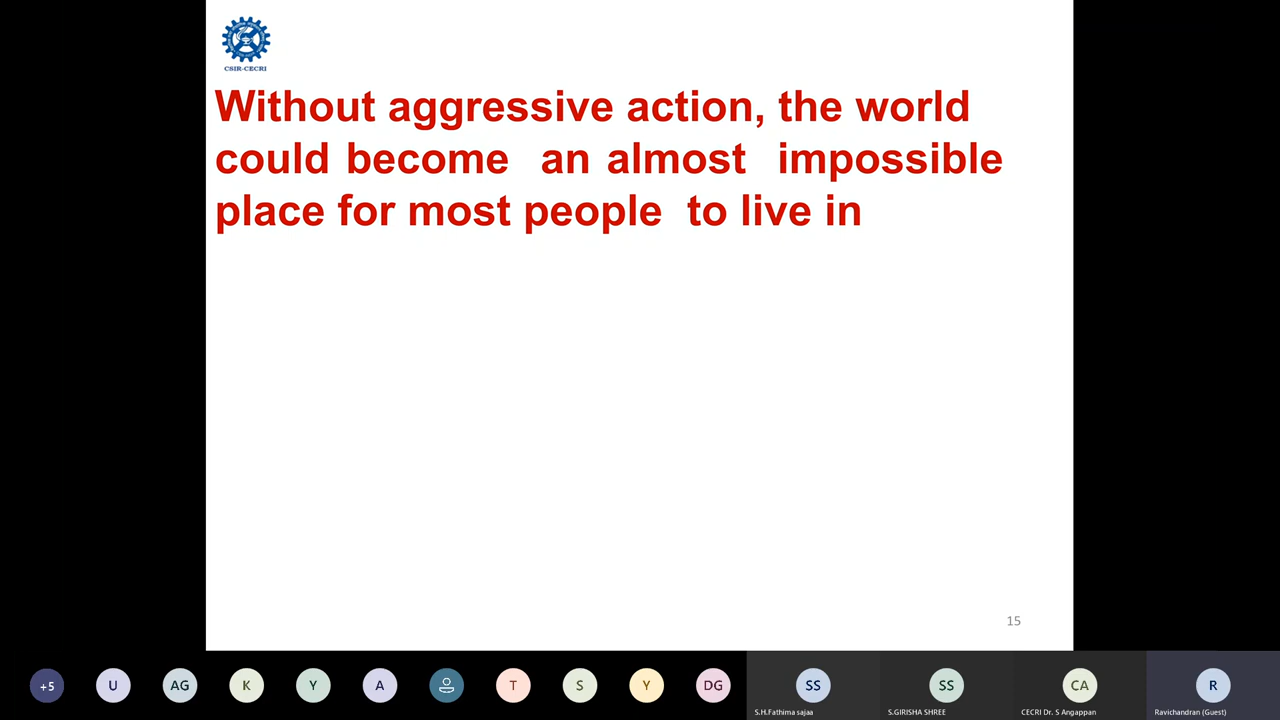 CSIR-CECRI
Without aggressive action, the world
could become an almost impossible
place for most people to live in
15
+5 U AG K Y A T S Y DG SS SS CA R
S.H.Fathima sajaa S.GIRISHA SHREE CECRI Dr. S Angappan Ravichandran (Guest)